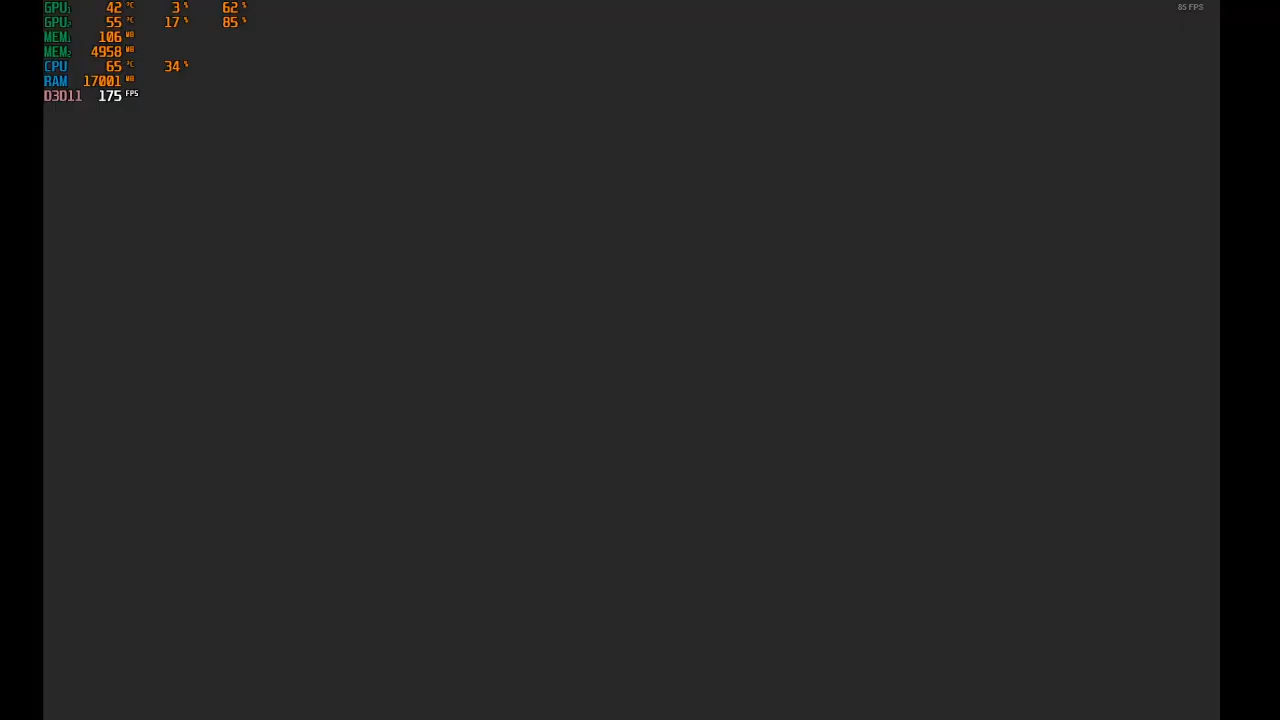 GPU₁ 42 °C 3 % 62 %
GPU₂ 55 °C 17 % 85 %
MEM₁ 106 MB
MEM₂ 4958 MB
CPU 65 °C 34 %
RAM 17001 MB
D3D11 175 FPS
85 FPS